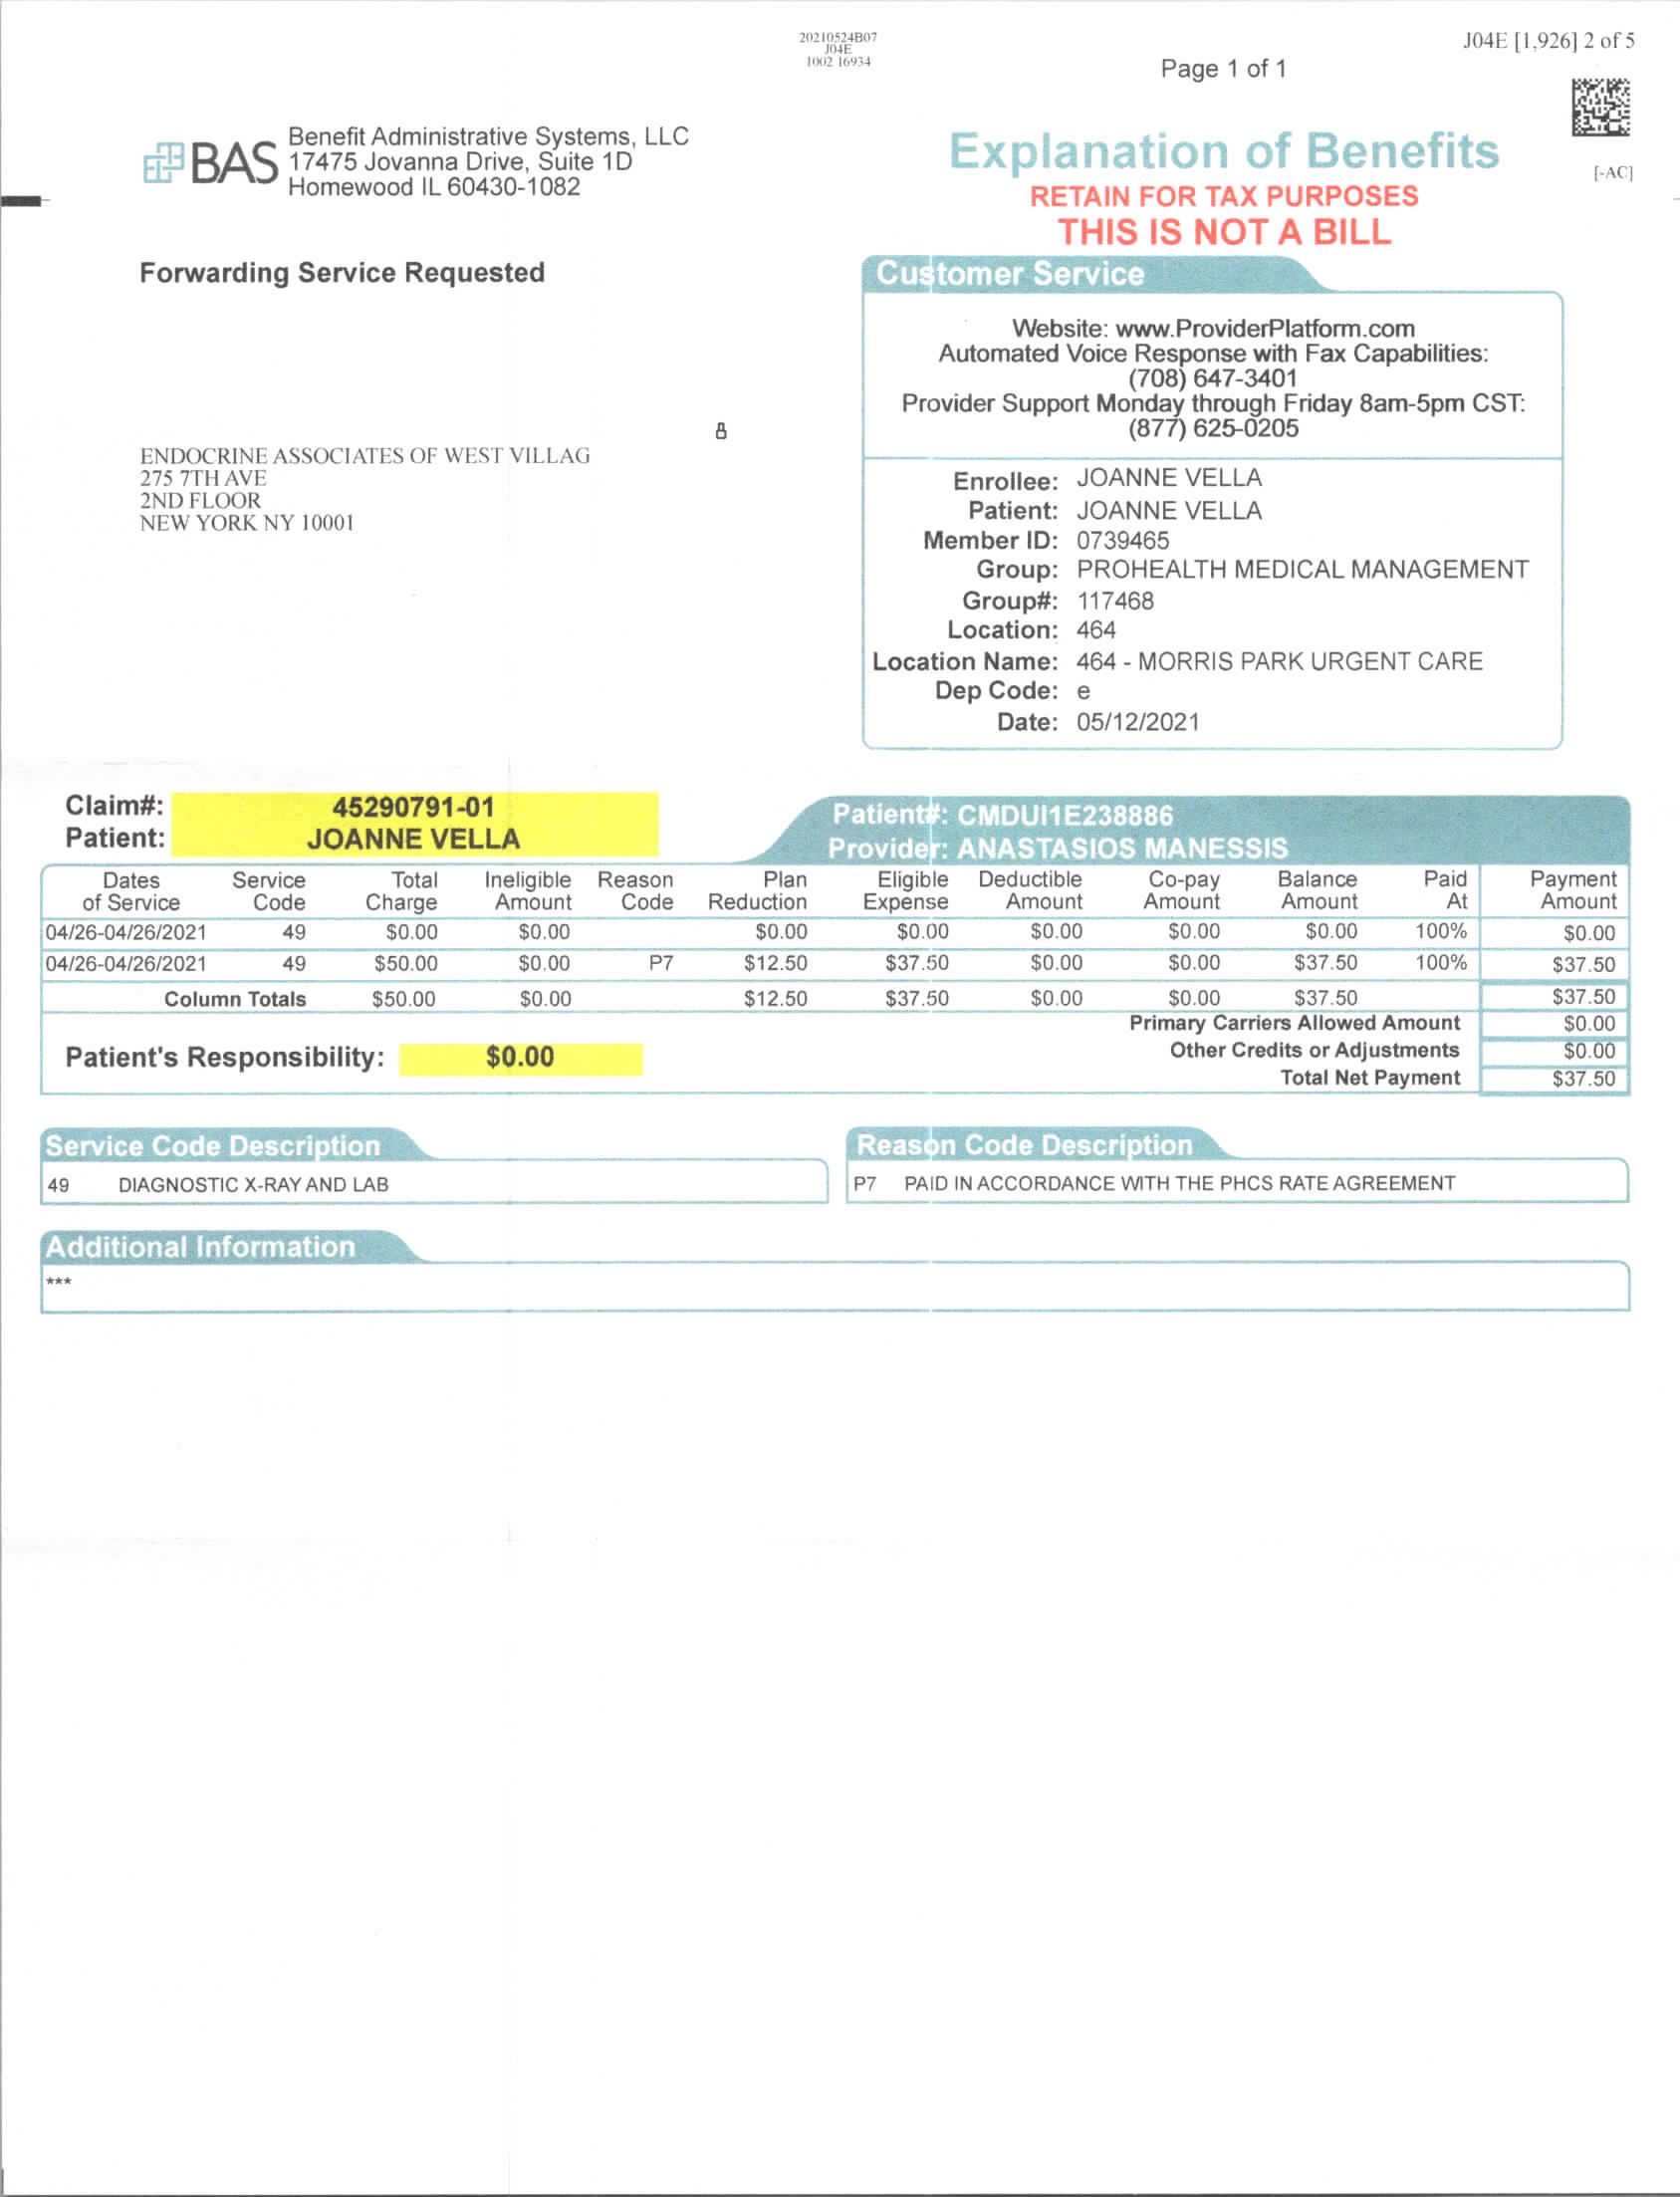 20210524B07
J04E
1002 16934
J04E [1,926] 2 of 5
Page 1 of 1
[-AC]
BAS
Benefit Administrative Systems, LLC
17475 Jovanna Drive, Suite 1D
Homewood IL 60430-1082
Explanation of Benefits
RETAIN FOR TAX PURPOSES
THIS IS NOT A BILL
Forwarding Service Requested
ENDOCRINE ASSOCIATES OF WEST VILLAG
275 7TH AVE
2ND FLOOR
NEW YORK NY 10001
Customer Service
Website: www.ProviderPlatform.com
Automated Voice Response with Fax Capabilities:
(708) 647-3401
Provider Support Monday through Friday 8am-5pm CST:
(877) 625-0205
Enrollee: JOANNE VELLA
Patient: JOANNE VELLA
Member ID: 0739465
Group: PROHEALTH MEDICAL MANAGEMENT
Group#: 117468
Location: 464
Location Name: 464 - MORRIS PARK URGENT CARE
Dep Code: e
Date: 05/12/2021
Claim#: 45290791-01
Patient: JOANNE VELLA
Patient#: CMDUI1E238886
Provider: ANASTASIOS MANESSIS
Dates Service Total Ineligible Reason Plan Eligible Deductible Co-pay Balance Paid Payment
of Service Code Charge Amount Code Reduction Expense Amount Amount Amount At Amount
04/26-04/26/2021 49 $0.00 $0.00 $0.00 $0.00 $0.00 $0.00 $0.00 100% $0.00
04/26-04/26/2021 49 $50.00 $0.00 P7 $12.50 $37.50 $0.00 $0.00 $37.50 100% $37.50
Column Totals $50.00 $0.00 $12.50 $37.50 $0.00 $0.00 $37.50 $37.50
Primary Carriers Allowed Amount $0.00
Other Credits or Adjustments $0.00
Total Net Payment $37.50
Patient's Responsibility: $0.00
Service Code Description
49 DIAGNOSTIC X-RAY AND LAB
Reason Code Description
P7 PAID IN ACCORDANCE WITH THE PHCS RATE AGREEMENT
Additional Information
***